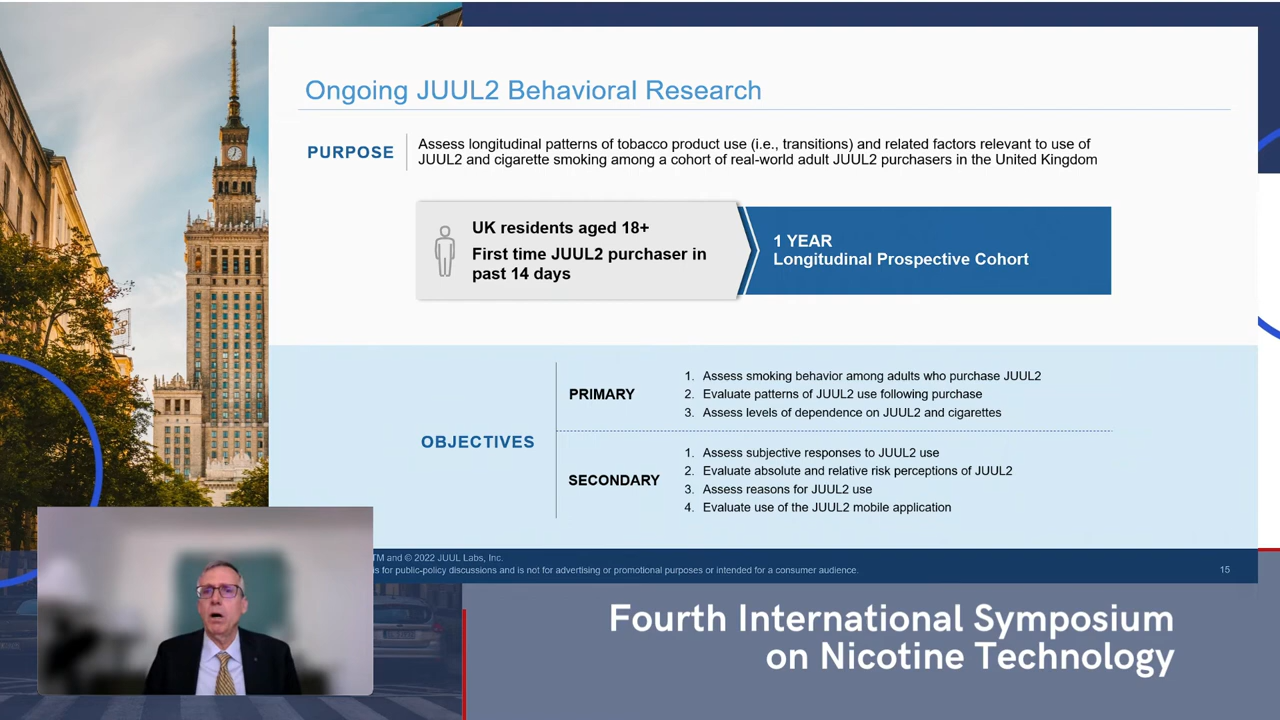 Ongoing JUUL2 Behavioral Research
PURPOSE
Assess longitudinal patterns of tobacco product use (i.e., transitions) and related factors relevant to use of
JUUL2 and cigarette smoking among a cohort of real-world adult JUUL2 purchasers in the United Kingdom
UK residents aged 18+
First time JUUL2 purchaser in
past 14 days
1 YEAR
Longitudinal Prospective Cohort
OBJECTIVES
PRIMARY
1. Assess smoking behavior among adults who purchase JUUL2
2. Evaluate patterns of JUUL2 use following purchase
3. Assess levels of dependence on JUUL2 and cigarettes
SECONDARY
1. Assess subjective responses to JUUL2 use
2. Evaluate absolute and relative risk perceptions of JUUL2
3. Assess reasons for JUUL2 use
4. Evaluate use of the JUUL2 mobile application
TM and © 2022 JUUL Labs, Inc.
is for public-policy discussions and is not for advertising or promotional purposes or intended for a consumer audience.
15
Fourth International Symposium
on Nicotine Technology